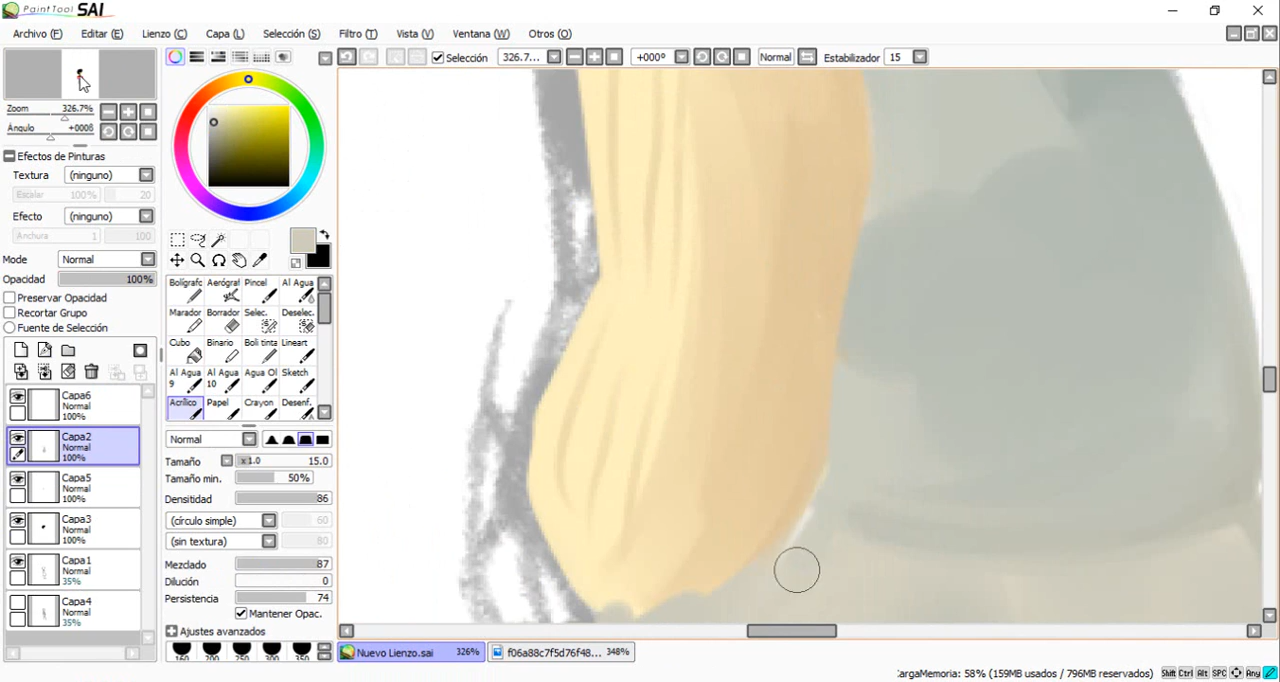 PaintTool SAI
Archivo (F) Editar (E) Lienzo (C) Capa (L) Selección (S) Filtro (T) Vista (V) Ventana (W) Otros (O)
Selección 326.7... +000º Normal Estabilizador 15
Zoom 326.7%
Ángulo +000ß
Efectos de Pinturas
Textura (ninguno)
Escalar 100% 20
Efecto (ninguno)
Anchura 1 100
Mode Normal
Opacidad 100%
Preservar Opacidad
Recortar Grupo
Fuente de Selección
Capa6
Normal
100%
Capa2
Normal
100%
Capa5
Normal
100%
Capa3
Normal
100%
Capa1
Normal
35%
Capa4
Normal
35%
Bolígrafo Aerógraf Pincel Al Agua
Marador Borrador Selec. Deselec.
Cubo Binario Boli tinta Lineart
Al Agua 9 Al Agua 10 Agua Ol Sketch
Acrílico Papel Crayon Desenf.
Normal
Tamaño x1.0 15.0
Tamaño min. 50%
Densitidad 86
(círculo simple) 60
(sin textura) 80
Mezclado 87
Dilución 0
Persistencia 74
Mantener Opac.
Ajustes avanzados
160 200 250 300 350
Nuevo Lienzo.sai 326% f06a88c7f5d76f48... 348%
CargaMemoria: 58% (159MB usados / 796MB reservados) Shift Ctrl Alt SPC Any